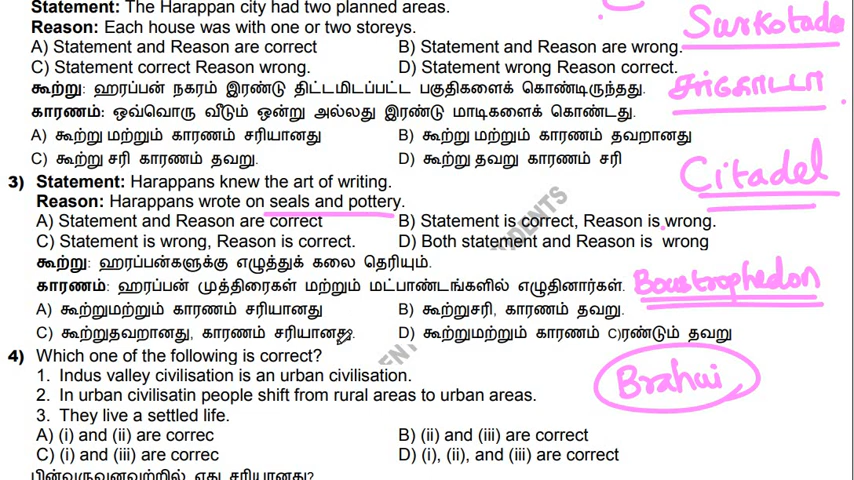 Statement: The Harappan city had two planned areas.
Reason: Each house was with one or two storeys.
A) Statement and Reason are correct B) Statement and Reason are wrong.
C) Statement correct Reason wrong. D) Statement wrong Reason correct.
கூற்று: ஹரப்பன் நகரம் இரண்டு திட்டமிடப்பட்ட பகுதிகளைக் கொண்டிருந்தது.
காரணம்: ஒவ்வொரு வீடும் ஒன்று அல்லது இரண்டு மாடிகளைக் கொண்டது.
A) கூற்று மற்றும் காரணம் சரியானது B) கூற்று மற்றும் காரணம் தவறானது
C) கூற்று சரி காரணம் தவறு. D) கூற்று தவறு காரணம் சரி
3) Statement: Harappans knew the art of writing.
Reason: Harappans wrote on seals and pottery.
A) Statement and Reason are correct B) Statement is correct, Reason is wrong.
C) Statement is wrong, Reason is correct. D) Both statement and Reason is wrong
கூற்று: ஹரப்பன்களுக்கு எழுத்துக் கலை தெரியும்.
காரணம்: ஹரப்பன் முத்திரைகள் மற்றும் மட்பாண்டங்களில் எழுதினார்கள்.
A) கூற்றுமற்றும் காரணம் சரியானது B) கூற்றுசரி, காரணம் தவறு.
C) கூற்றுதவறானது, காரணம் சரியானது. D) கூற்றுமற்றும் காரணம் C)ரண்டும் தவறு
4) Which one of the following is correct?
1. Indus valley civilisation is an urban civilisation.
2. In urban civilisatin people shift from rural areas to urban areas.
3. They live a settled life.
A) (i) and (ii) are correc B) (ii) and (iii) are correct
C) (i) and (iii) are correc D) (i), (ii), and (iii) are correct
பின்வருவனவற்றில் எது சரியானது?
Surkotada
சர்கோடடா
Citadel
Boustrophedon
Brahui